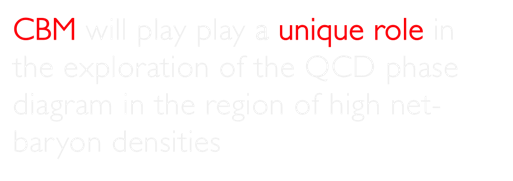 CBM will play play a unique role in
the exploration of the QCD phase
diagram in the region of high net-
baryon densities